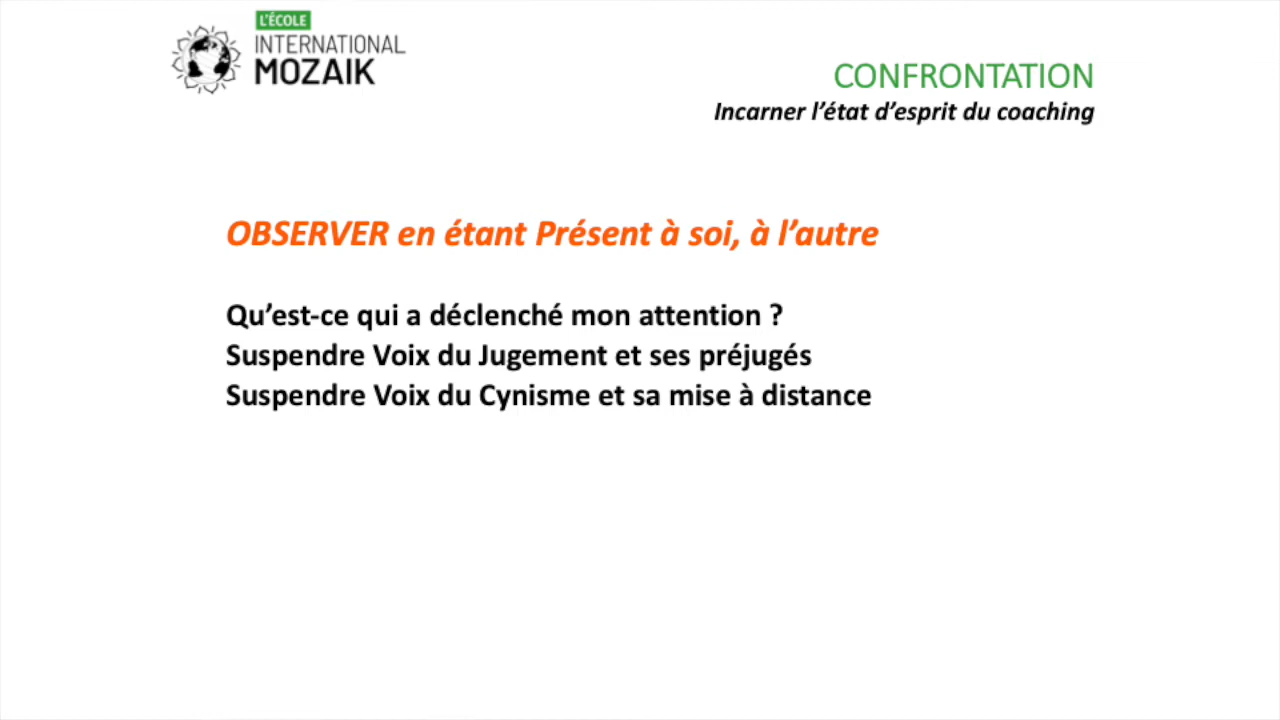 L'ÉCOLE
INTERNATIONAL
MOZAIK
CONFRONTATION
Incarner l’état d’esprit du coaching
OBSERVER en étant Présent à soi, à l’autre
Qu’est-ce qui a déclenché mon attention ?
Suspendre Voix du Jugement et ses préjugés
Suspendre Voix du Cynisme et sa mise à distance